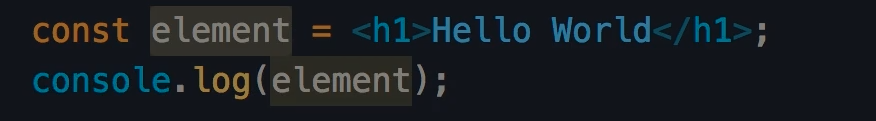 const element = <h1>Hello World</h1>;
console.log(element);